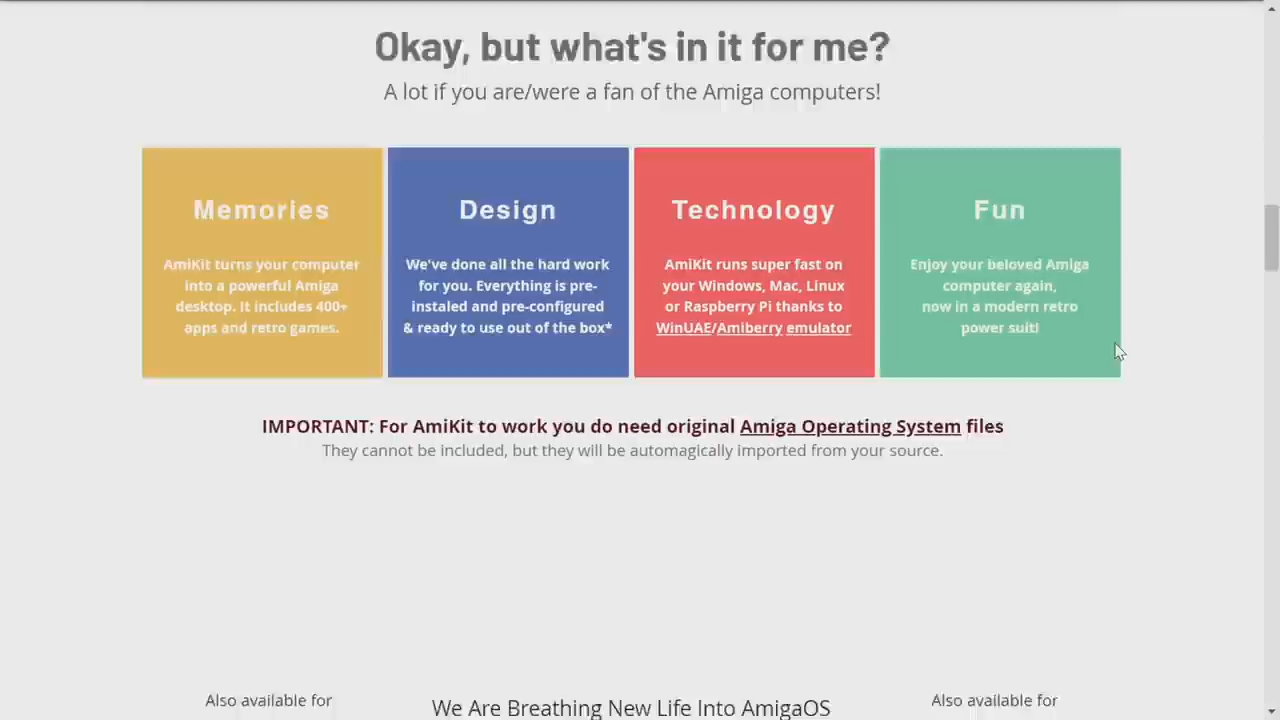 Okay, but what's in it for me?
A lot if you are/were a fan of the Amiga computers!
Memories
AmiKit turns your computer
into a powerful Amiga
desktop. It includes 400+
apps and retro games.
Design
We've done all the hard work
for you. Everything is pre-
instaled and pre-configured
& ready to use out of the box*
Technology
AmiKit runs super fast on
your Windows, Mac, Linux
or Raspberry Pi thanks to
WinUAE/Amiberry emulator
Fun
Enjoy your beloved Amiga
computer again,
now in a modern retro
power suit!
IMPORTANT: For AmiKit to work you do need original Amiga Operating System files
They cannot be included, but they will be automagically imported from your source.
Also available for
We Are Breathing New Life Into AmigaOS
Also available for